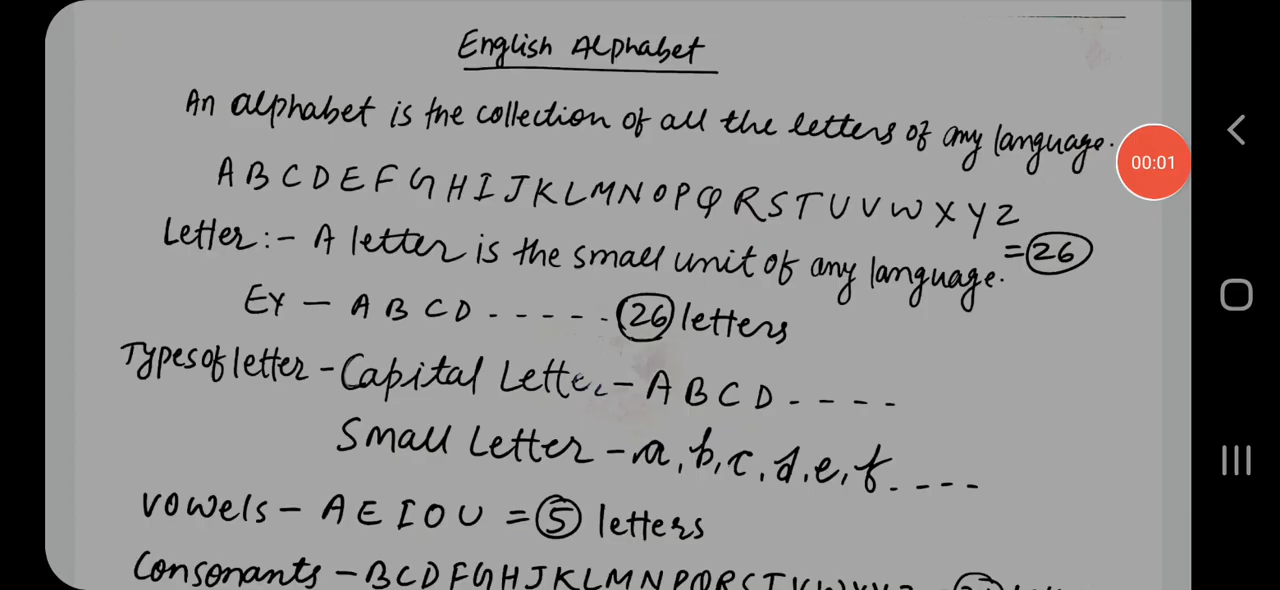 English Alphabet
An alphabet is the collection of all the letters of any language.
00:01
A B C D E F G H I J K L M N O P Q R S T U V W X Y Z
= 26
Letter :- A letter is the small unit of any language.
Ex - A B C D ----- 26 letters
Types of letter - Capital Letter - A B C D ----
Small Letter - a, b, c, d, e, f ----
Vowels - A E I O U = 5 letters
Consonants - B C D F G H J K L M N P Q R S T V W X Y Z